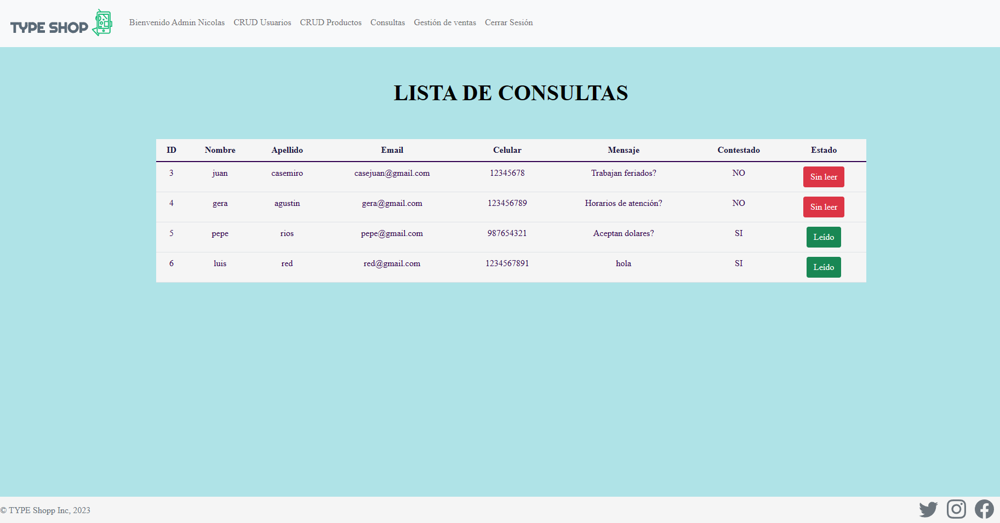 TYPE SHOP
Bienvenido Admin Nicolas CRUD Usuarios CRUD Productos Consultas Gestión de ventas Cerrar Sesión
LISTA DE CONSULTAS
ID Nombre Apellido Email Celular Mensaje Contestado Estado
3 juan casemiro casejuan@gmail.com 12345678 Trabajan feriados? NO Sin leer
4 gera agustin gera@gmail.com 123456789 Horarios de atención? NO Sin leer
5 pepe rios pepe@gmail.com 987654321 Aceptan dolares? SI Leído
6 luis red red@gmail.com 1234567891 hola SI Leído
© TYPE Shopp Inc, 2023